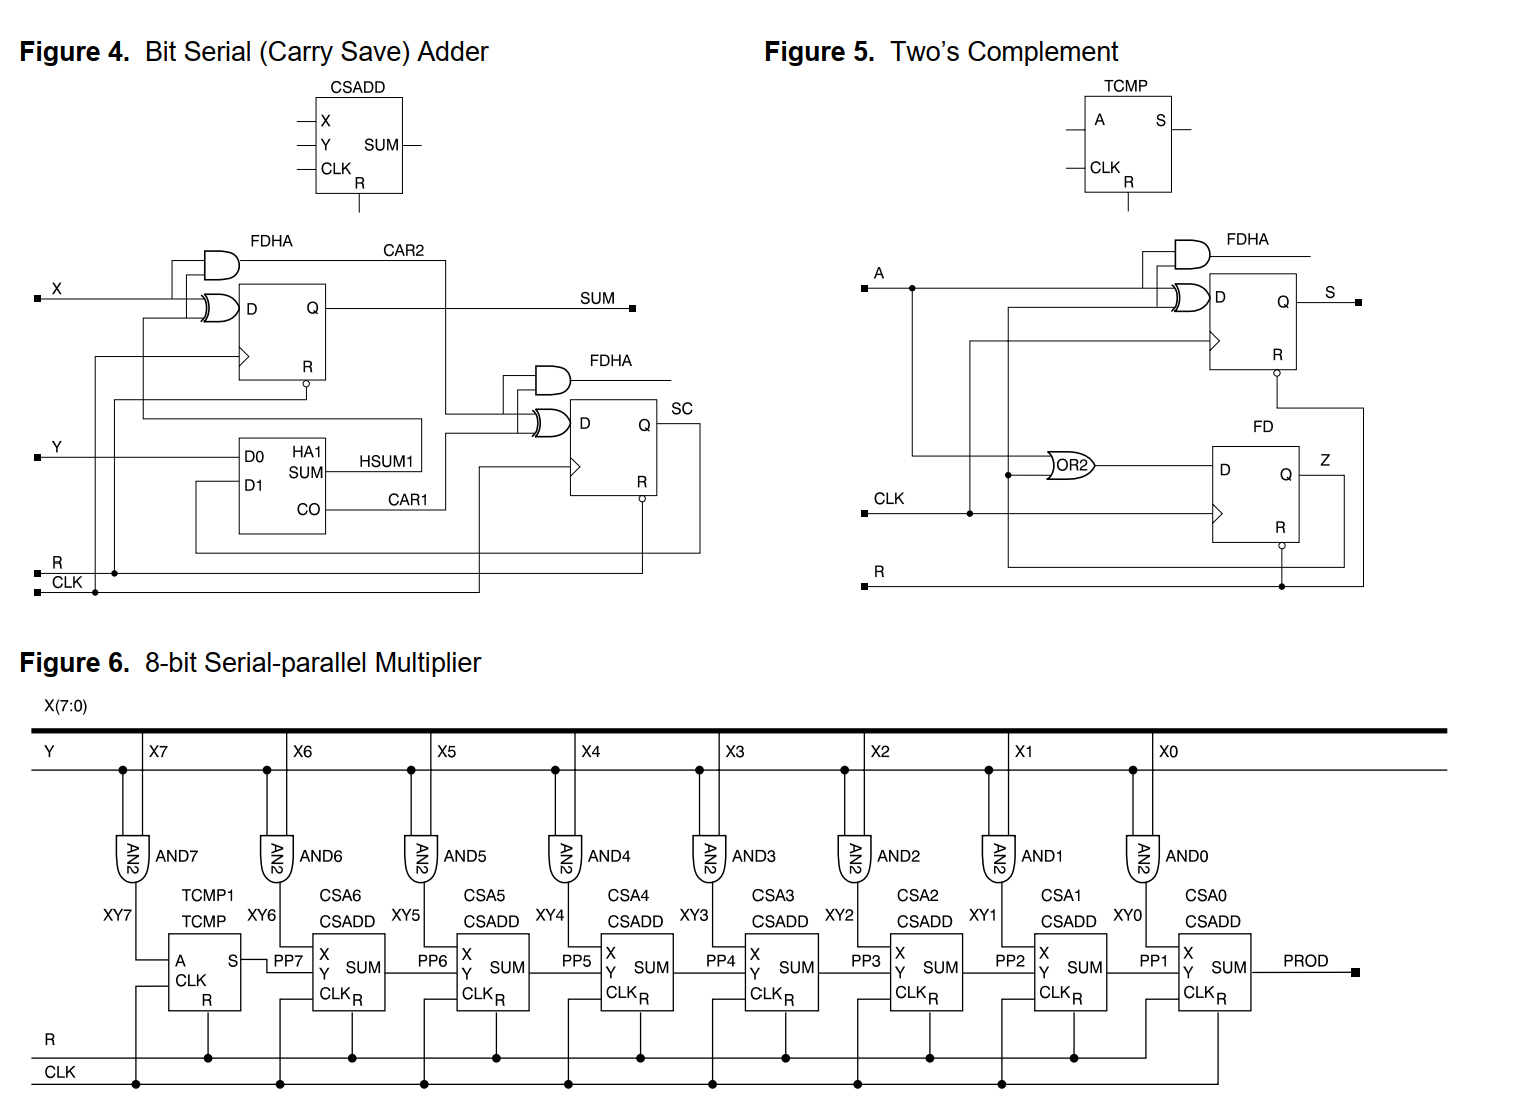 Figure 4. Bit Serial (Carry Save) Adder
CSADD
X
Y SUM
CLK
R
FDHA
CAR2
X
D Q
SUM
R
FDHA
D Q
SC
R
Y
D0 HA1
SUM
HSUM1
D1
CAR1
CO
R
CLK
Figure 5. Two’s Complement
TCMP
A S
CLK
R
FDHA
A
D Q
S
R
FD
OR2
D Q
Z
CLK
R
R
Figure 6. 8-bit Serial-parallel Multiplier
X(7:0)
Y X7 X6 X5 X4 X3 X2 X1 X0
AN2 AND7 AN2 AND6 AN2 AND5 AN2 AND4 AN2 AND3 AN2 AND2 AN2 AND1 AN2 AND0
TCMP1 CSA6 CSA5 CSA4 CSA3 CSA2 CSA1 CSA0
XY7 TCMP XY6 CSADD XY5 CSADD XY4 CSADD XY3 CSADD XY2 CSADD XY1 CSADD XY0 CSADD
X X X X X X X
A S PP7 Y SUM PP6 Y SUM PP5 Y SUM PP4 Y SUM PP3 Y SUM PP2 Y SUM PP1 Y SUM PROD
CLK CLK CLK CLK CLK CLK CLK CLK
R R R R R R R R
R
CLK